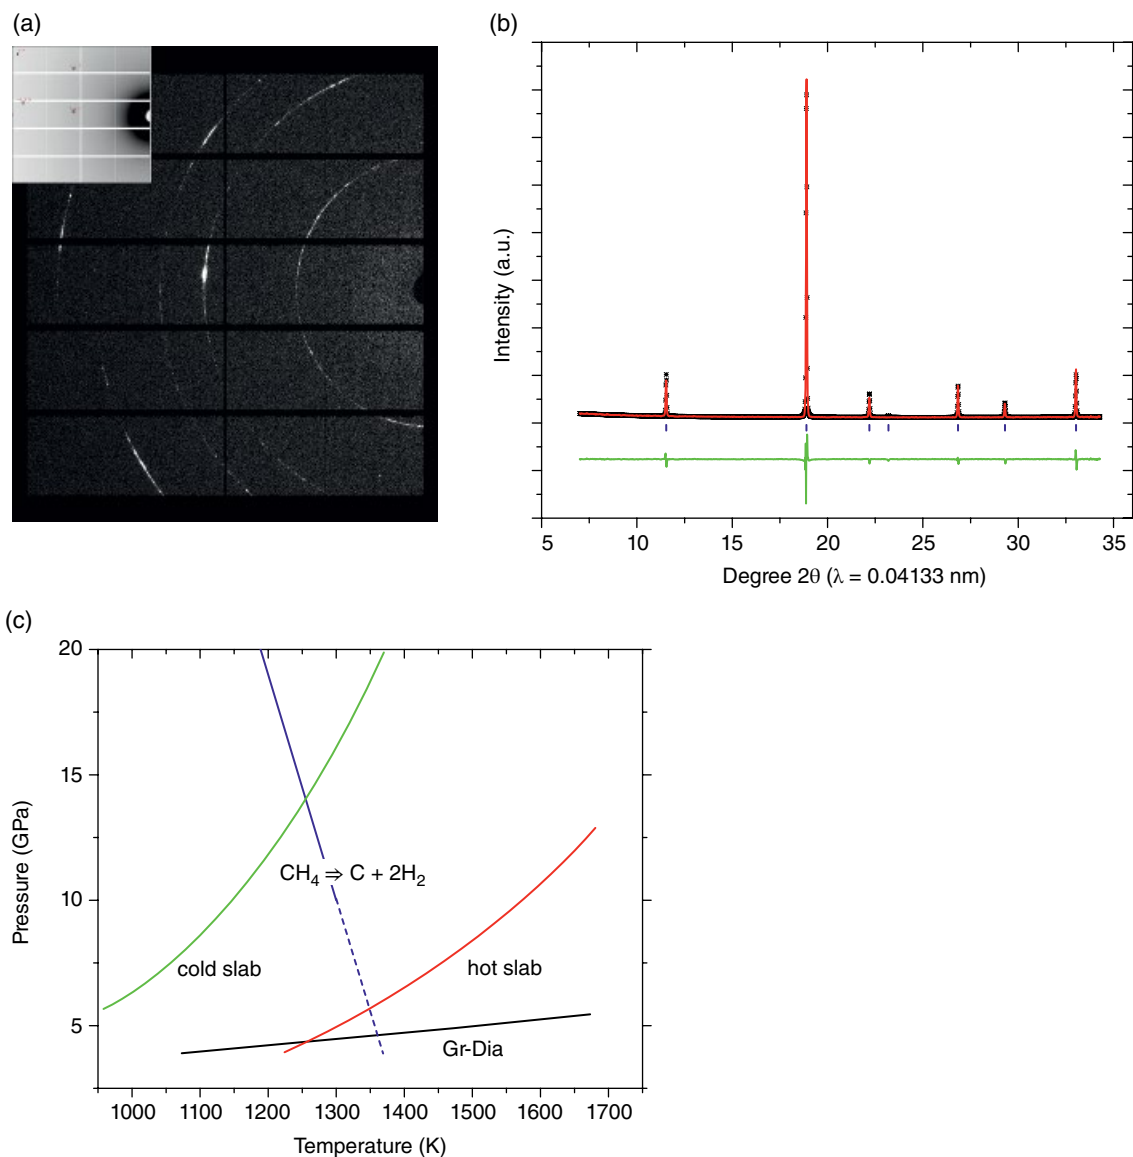 (a)
(b)
Intensity (a.u.)
5 10 15 20 25 30 35
Degree 2θ (λ = 0.04133 nm)
(c)
20
15
10
5
Pressure (GPa)
CH₄ ⇒ C + 2H₂
cold slab
hot slab
Gr-Dia
1000 1100 1200 1300 1400 1500 1600 1700
Temperature (K)